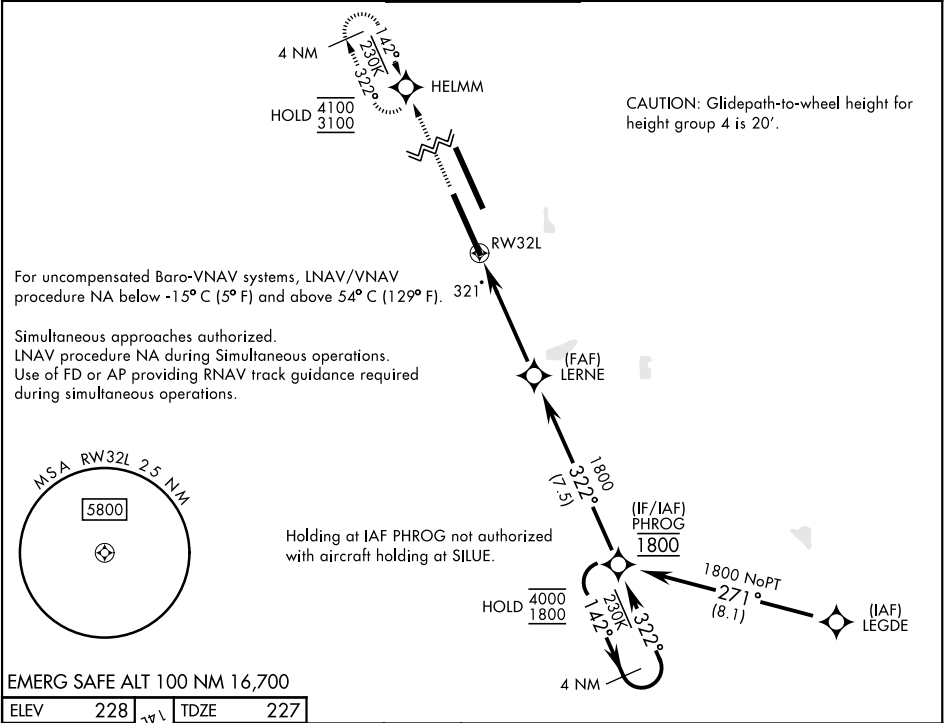 4 NM
142°
230K
322°
HELMM
HOLD 4100
3100
CAUTION: Glidepath-to-wheel height for
height group 4 is 20'.
RW32L
321°
For uncompensated Baro-VNAV systems, LNAV/VNAV
procedure NA below -15° C (5° F) and above 54° C (129° F).
Simultaneous approaches authorized.
LNAV procedure NA during Simultaneous operations.
Use of FD or AP providing RNAV track guidance required
during simultaneous operations.
(FAF)
LERNE
1800
322°
(7.5)
MSA RW32L 25 NM
5800
(IF/IAF)
PHROG
1800
Holding at IAF PHROG not authorized
with aircraft holding at SILUE.
1800 NoPT
271°
(8.1)
(IAF)
LEGDE
HOLD 4000
1800
142°
230K
322°
4 NM
EMERG SAFE ALT 100 NM 16,700
ELEV 228
14L
TDZE 227